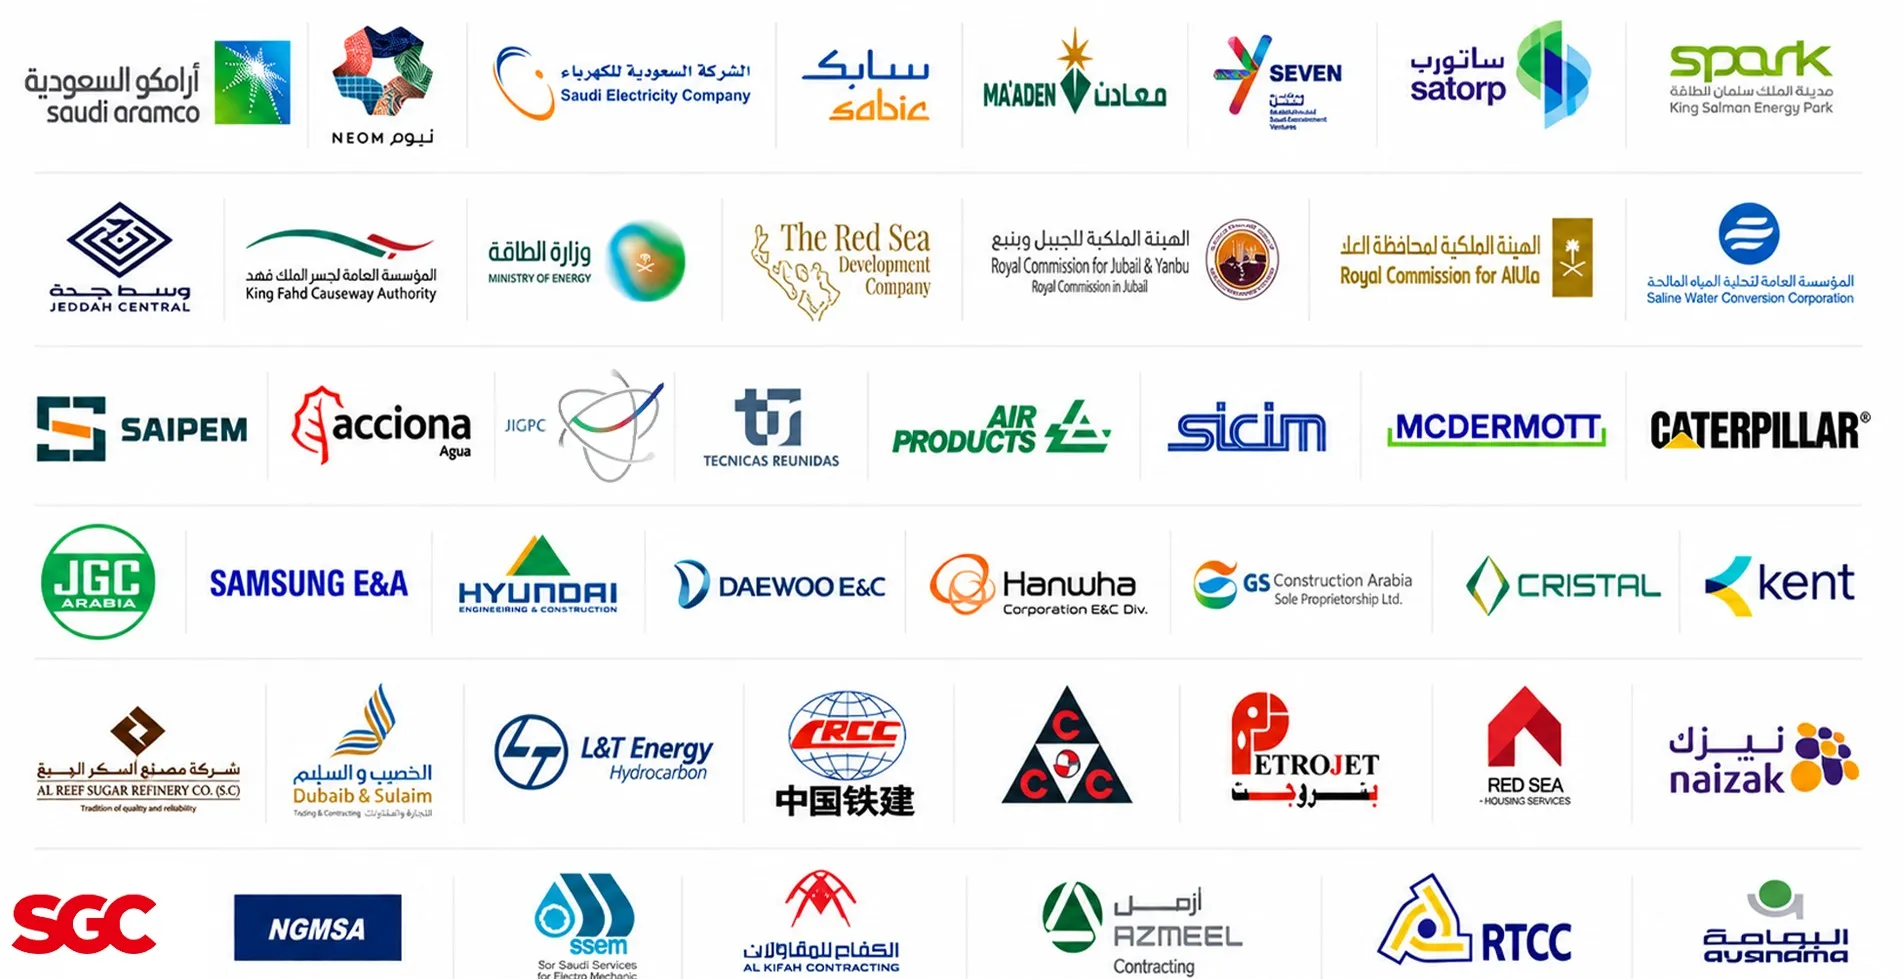 أرامكو السعودية
saudi aramco
NEOM نيوم
الشركة السعودية للكهرباء
Saudi Electricity Company
سابك
sabic
MA'ADEN معادن
SEVEN
Ventures
ساتورب
satorp
spark
مدينة الملك سلمان للطاقة
King Salman Energy Park
وسط جدة
JEDDAH CENTRAL
المؤسسة العامة لجسر الملك فهد
King Fahd Causeway Authority
وزارة الطاقة
MINISTRY OF ENERGY
The Red Sea
Development
Company
الهيئة الملكية للجبيل وينبع
Royal Commission for Jubail & Yanbu
Royal Commission in Jubail
الهيئة الملكية لمحافظة العلا
Royal Commission for AlUla
المؤسسة العامة لتحلية المياه المالحة
Saline Water Conversion Corporation
SAIPEM
acciona
Agua
JIGPC
TECNICAS REUNIDAS
AIR
PRODUCTS
sicim
MCDERMOTT
CATERPILLAR®
JGC
ARABIA
SAMSUNG E&A
HYUNDAI
ENGINEERING & CONSTRUCTION
DAEWOO E&C
Hanwha
Corporation E&C Div.
GS Construction Arabia
Sole Proprietorship Ltd.
CRISTAL
kent
شركة مصنع السكر
AL REEF SUGAR REFINERY CO. (S.C)
Tradition of quality and reliability
الخصيب و السليم
Dubaib & Sulaim
Trading & Contracting
LT
L&T Energy
Hydrocarbon
CRCC
中国铁建
C
C C
PETROJET
بتروجت
RED SEA
- HOUSING SERVICES
نيزك
naizak
SGC
NGMSA
ssem
Sor Saudi Services
for Electro Mechanic
الكفاح للمقاولات
AL KIFAH CONTRACTING
أزميل
AZMEEL
Contracting
RTCC
اليمامة